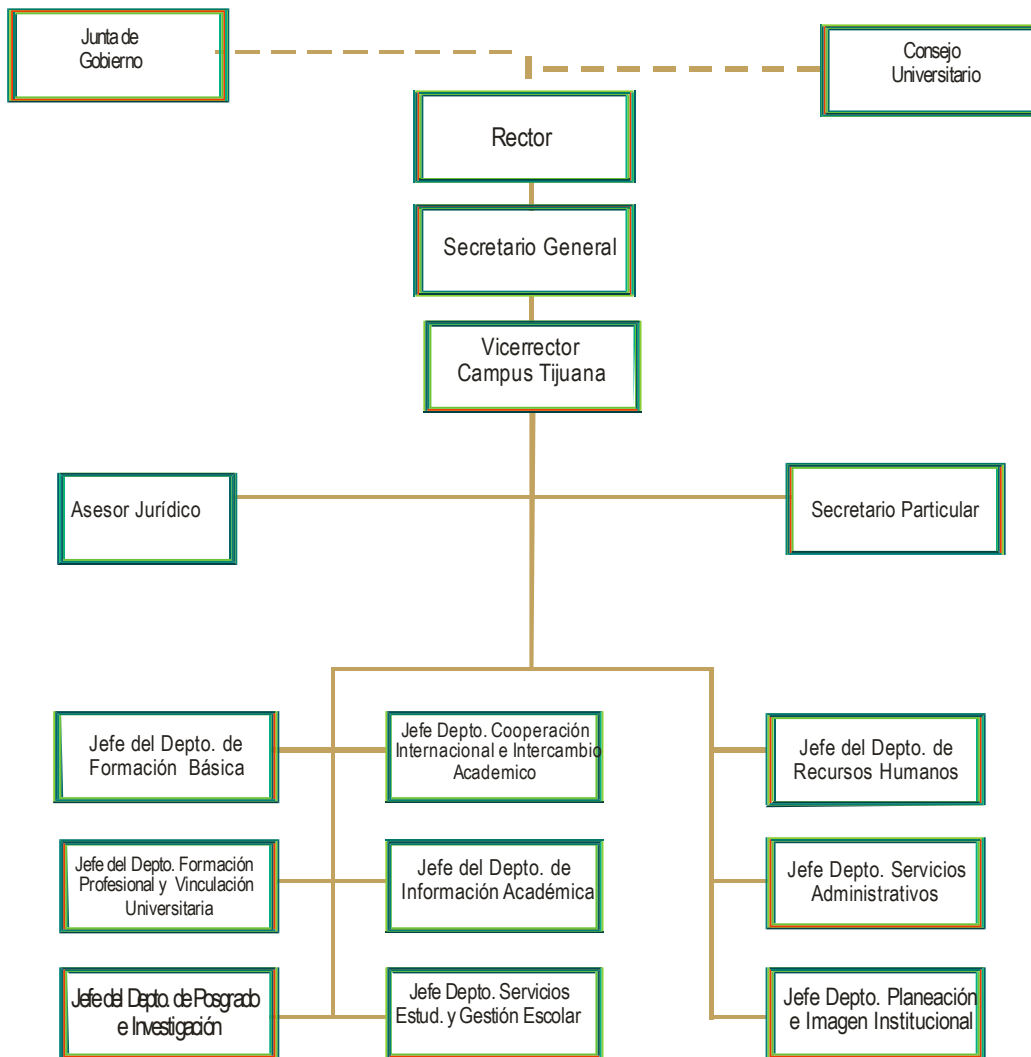 Junta de
Gobierno
Consejo
Universitario
Rector
Secretario General
Vicerrector
Campus Tijuana
Asesor Jurídico
Secretario Particular
Jefe del Depto. de
Formación Básica
Jefe Depto. Cooperación
Internacional e Intercambio
Academico
Jefe del Depto. de
Recursos Humanos
Jefe del Depto. Formación
Profesional y Vinculación
Universitaria
Jefe del Depto. de
Información Académica
Jefe Depto. Servicios
Administrativos
Jefe del Depto. de Posgrado
e Investigación
Jefe Depto. Servicios
Estud. y Gestión Escolar
Jefe Depto. Planeación
e Imagen Institucional